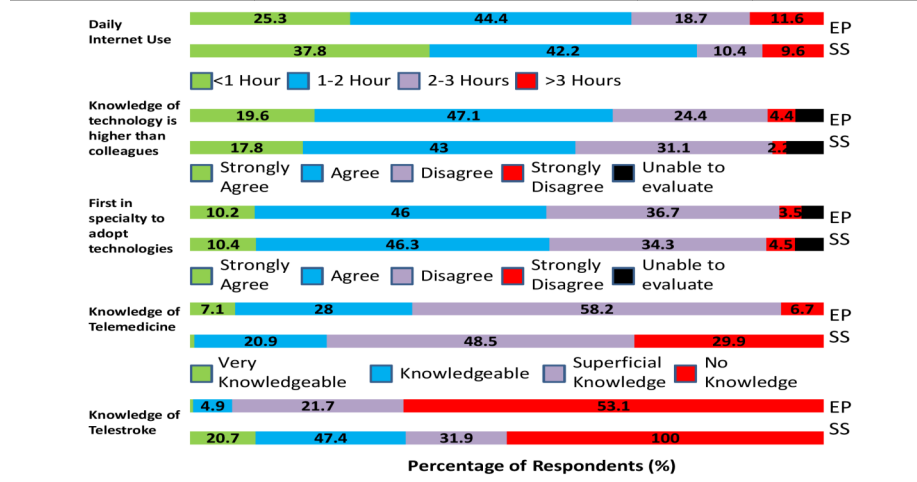 25.3 44.4 18.7 11.6
Daily
Internet Use
EP
37.8 42.2 10.4 9.6
SS
<1 Hour 1-2 Hour 2-3 Hours >3 Hours
Knowledge of
technology is
higher than
colleagues
19.6 47.1 24.4 4.4
EP
17.8 43 31.1 2.2
SS
Strongly Agree Agree Disagree Strongly Disagree Unable to evaluate
First in
specialty to
adopt
technologies
10.2 46 36.7 3.5
EP
10.4 46.3 34.3 4.5
SS
Strongly Agree Agree Disagree Strongly Disagree Unable to evaluate
Knowledge of
Telemedicine
7.1 28 58.2 6.7
EP
20.9 48.5 29.9
SS
Very Knowledgeable Knowledgeable Superficial Knowledge No Knowledge
Knowledge of
Telestroke
4.9 21.7 53.1
EP
20.7 47.4 31.9 100
SS
Percentage of Respondents (%)